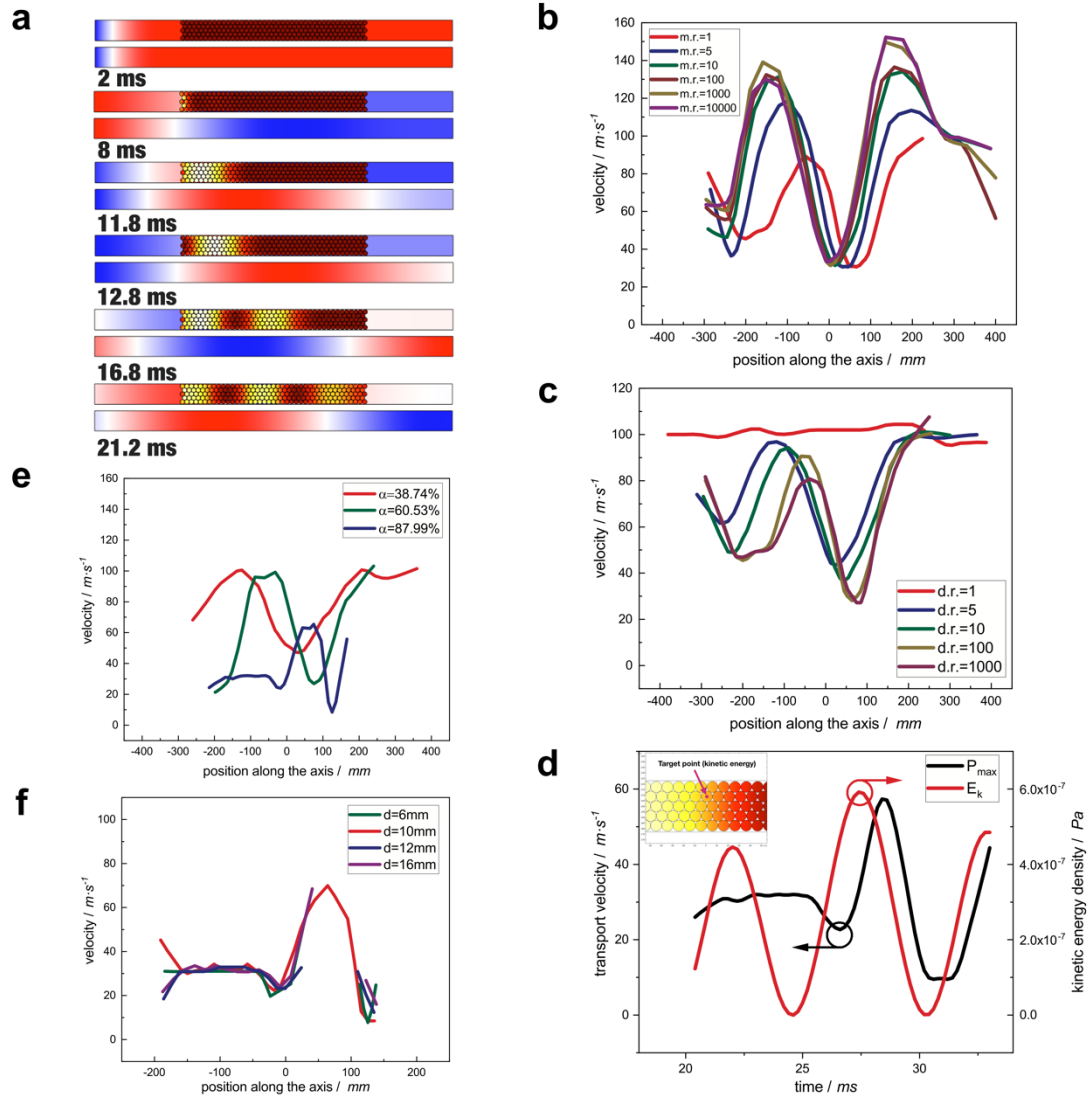 a
2 ms
8 ms
11.8 ms
12.8 ms
16.8 ms
21.2 ms
b
m.r.=1
m.r.=5
m.r.=10
m.r.=100
m.r.=1000
m.r.=10000
velocity / m·s⁻¹
160
140
120
100
80
60
40
20
0
-400 -300 -200 -100 0 100 200 300 400
position along the axis / mm
c
velocity / m·s⁻¹
120
100
80
60
40
20
0
d.r.=1
d.r.=5
d.r.=10
d.r.=100
d.r.=1000
-400 -300 -200 -100 0 100 200 300 400
position along the axis / mm
e
velocity / m·s⁻¹
160
140
120
100
80
60
40
20
0
α=38.74%
α=60.53%
α=87.99%
-400 -300 -200 -100 0 100 200 300 400
position along the axis / mm
d
Target point (kinetic energy)
Pmax
Ek
transport velocity / m·s⁻¹
60
40
20
0
6.0x10⁻⁷
4.0x10⁻⁷
2.0x10⁻⁷
0.0
kinetic energy density / Pa
20 25 30
time / ms
f
velocity / m·s⁻¹
100
80
60
40
20
0
d=6mm
d=10mm
d=12mm
d=16mm
-200 -100 0 100 200
position along the axis / mm